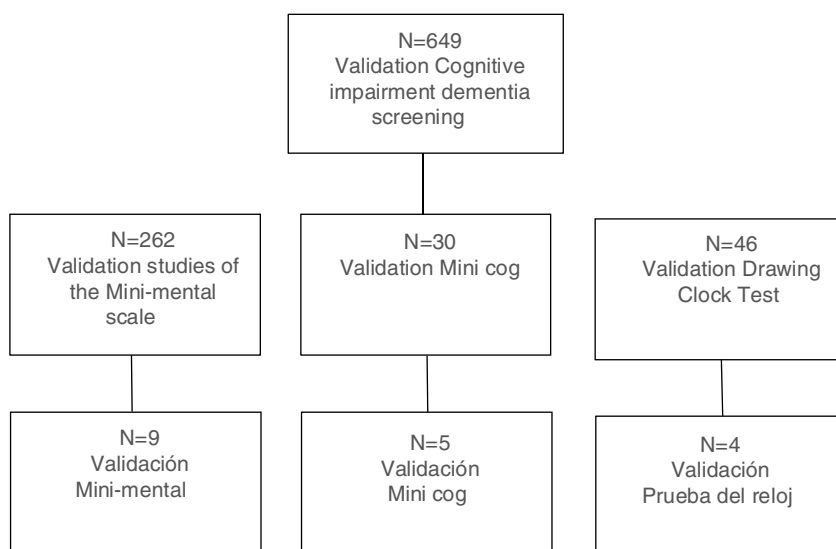 N=649
Validation Cognitive
impairment dementia
screening
N=262
Validation studies of
the Mini-mental
scale
N=30
Validation Mini cog
N=46
Validation Drawing
Clock Test
N=9
Validación
Mini-mental
N=5
Validación
Mini cog
N=4
Validación
Prueba del reloj